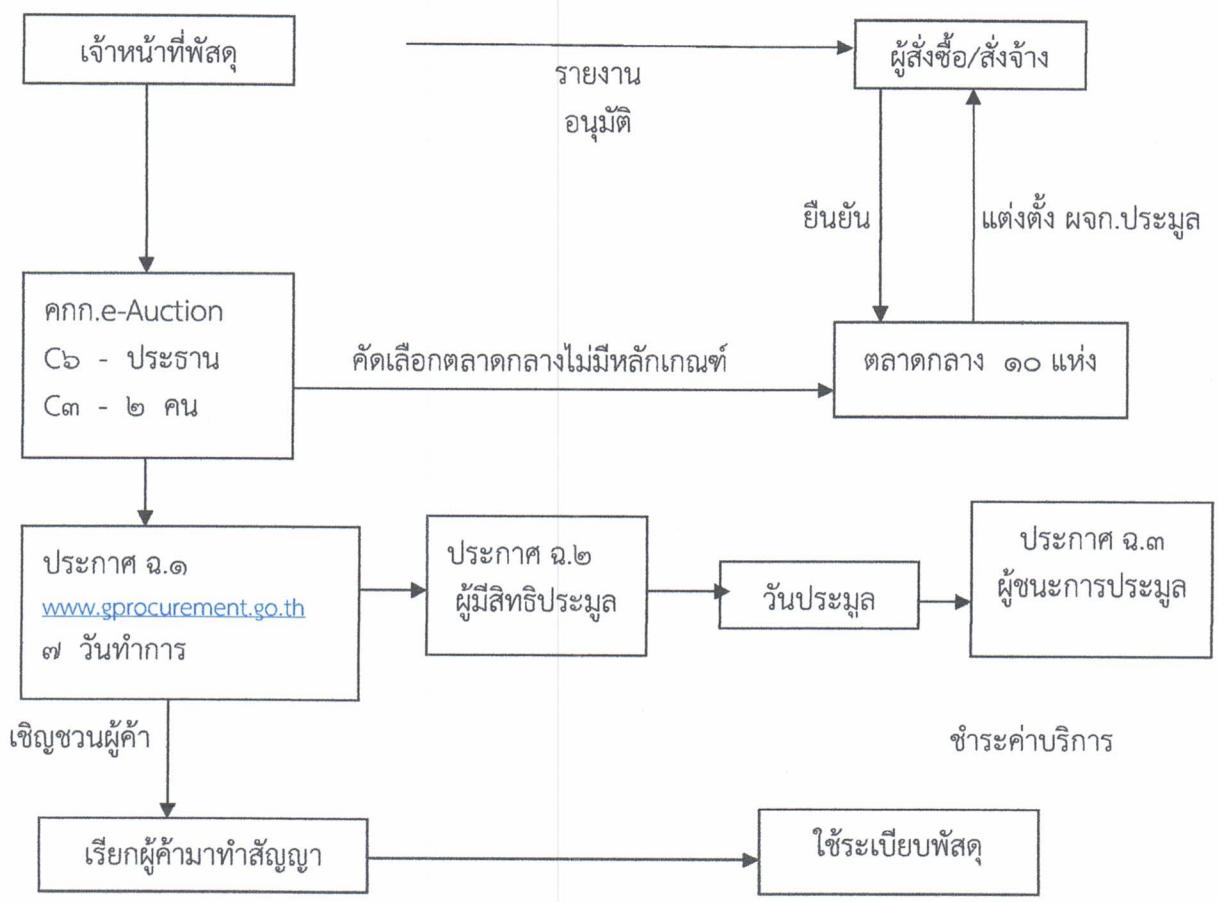 เจ้าหน้าที่พัสดุ
ผู้สั่งซื้อ/สั่งจ้าง
รายงาน
อนุมัติ
ยืนยัน
แต่งตั้ง ผจก.ประมูล
คกก.e-Auction
C๖ - ประธาน
C๓ - ๒ คน
คัดเลือกตลาดกลางไม่มีหลักเกณฑ์
ตลาดกลาง ๑๐ แห่ง
ประกาศ ฉ.๑
www.gprocurement.go.th
๗ วันทำการ
ประกาศ ฉ.๒
ผู้มีสิทธิประมูล
วันประมุล
ประกาศ ฉ.๓
ผู้ชนะการประมูล
เชิญชวนผู้ค้า
ชำระค่าบริการ
เรียกผู้ค้ามาทำสัญญา
ใช้ระเบียบพัสดุ